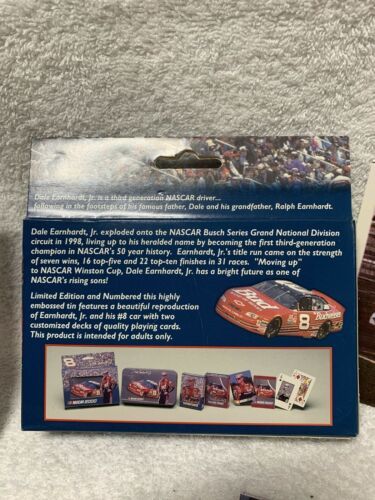 Dale Earnhardt, Jr. is a third generation NASCAR driver...
following in the footsteps of his famous father, Dale and his grandfather, Ralph Earnhardt.
Dale Earnhardt, Jr. exploded onto the NASCAR Busch Series Grand National Division
circuit in 1998, living up to his heralded name by becoming the first third-generation
champion in NASCAR's 50 year history. Earnhardt, Jr.'s title run came on the strength
of seven wins, 16 top-five and 22 top-ten finishes in 31 races. "Moving up"
to NASCAR Winston Cup, Dale Earnhardt, Jr. has a bright future as one of
NASCAR's rising sons!
Limited Edition and Numbered this highly
embossed tin features a beautiful reproduction
of Earnhardt, Jr. and his #8 car with two
customized decks of quality playing cards.
This product is intended for adults only.
Bud
8
Budweiser
8